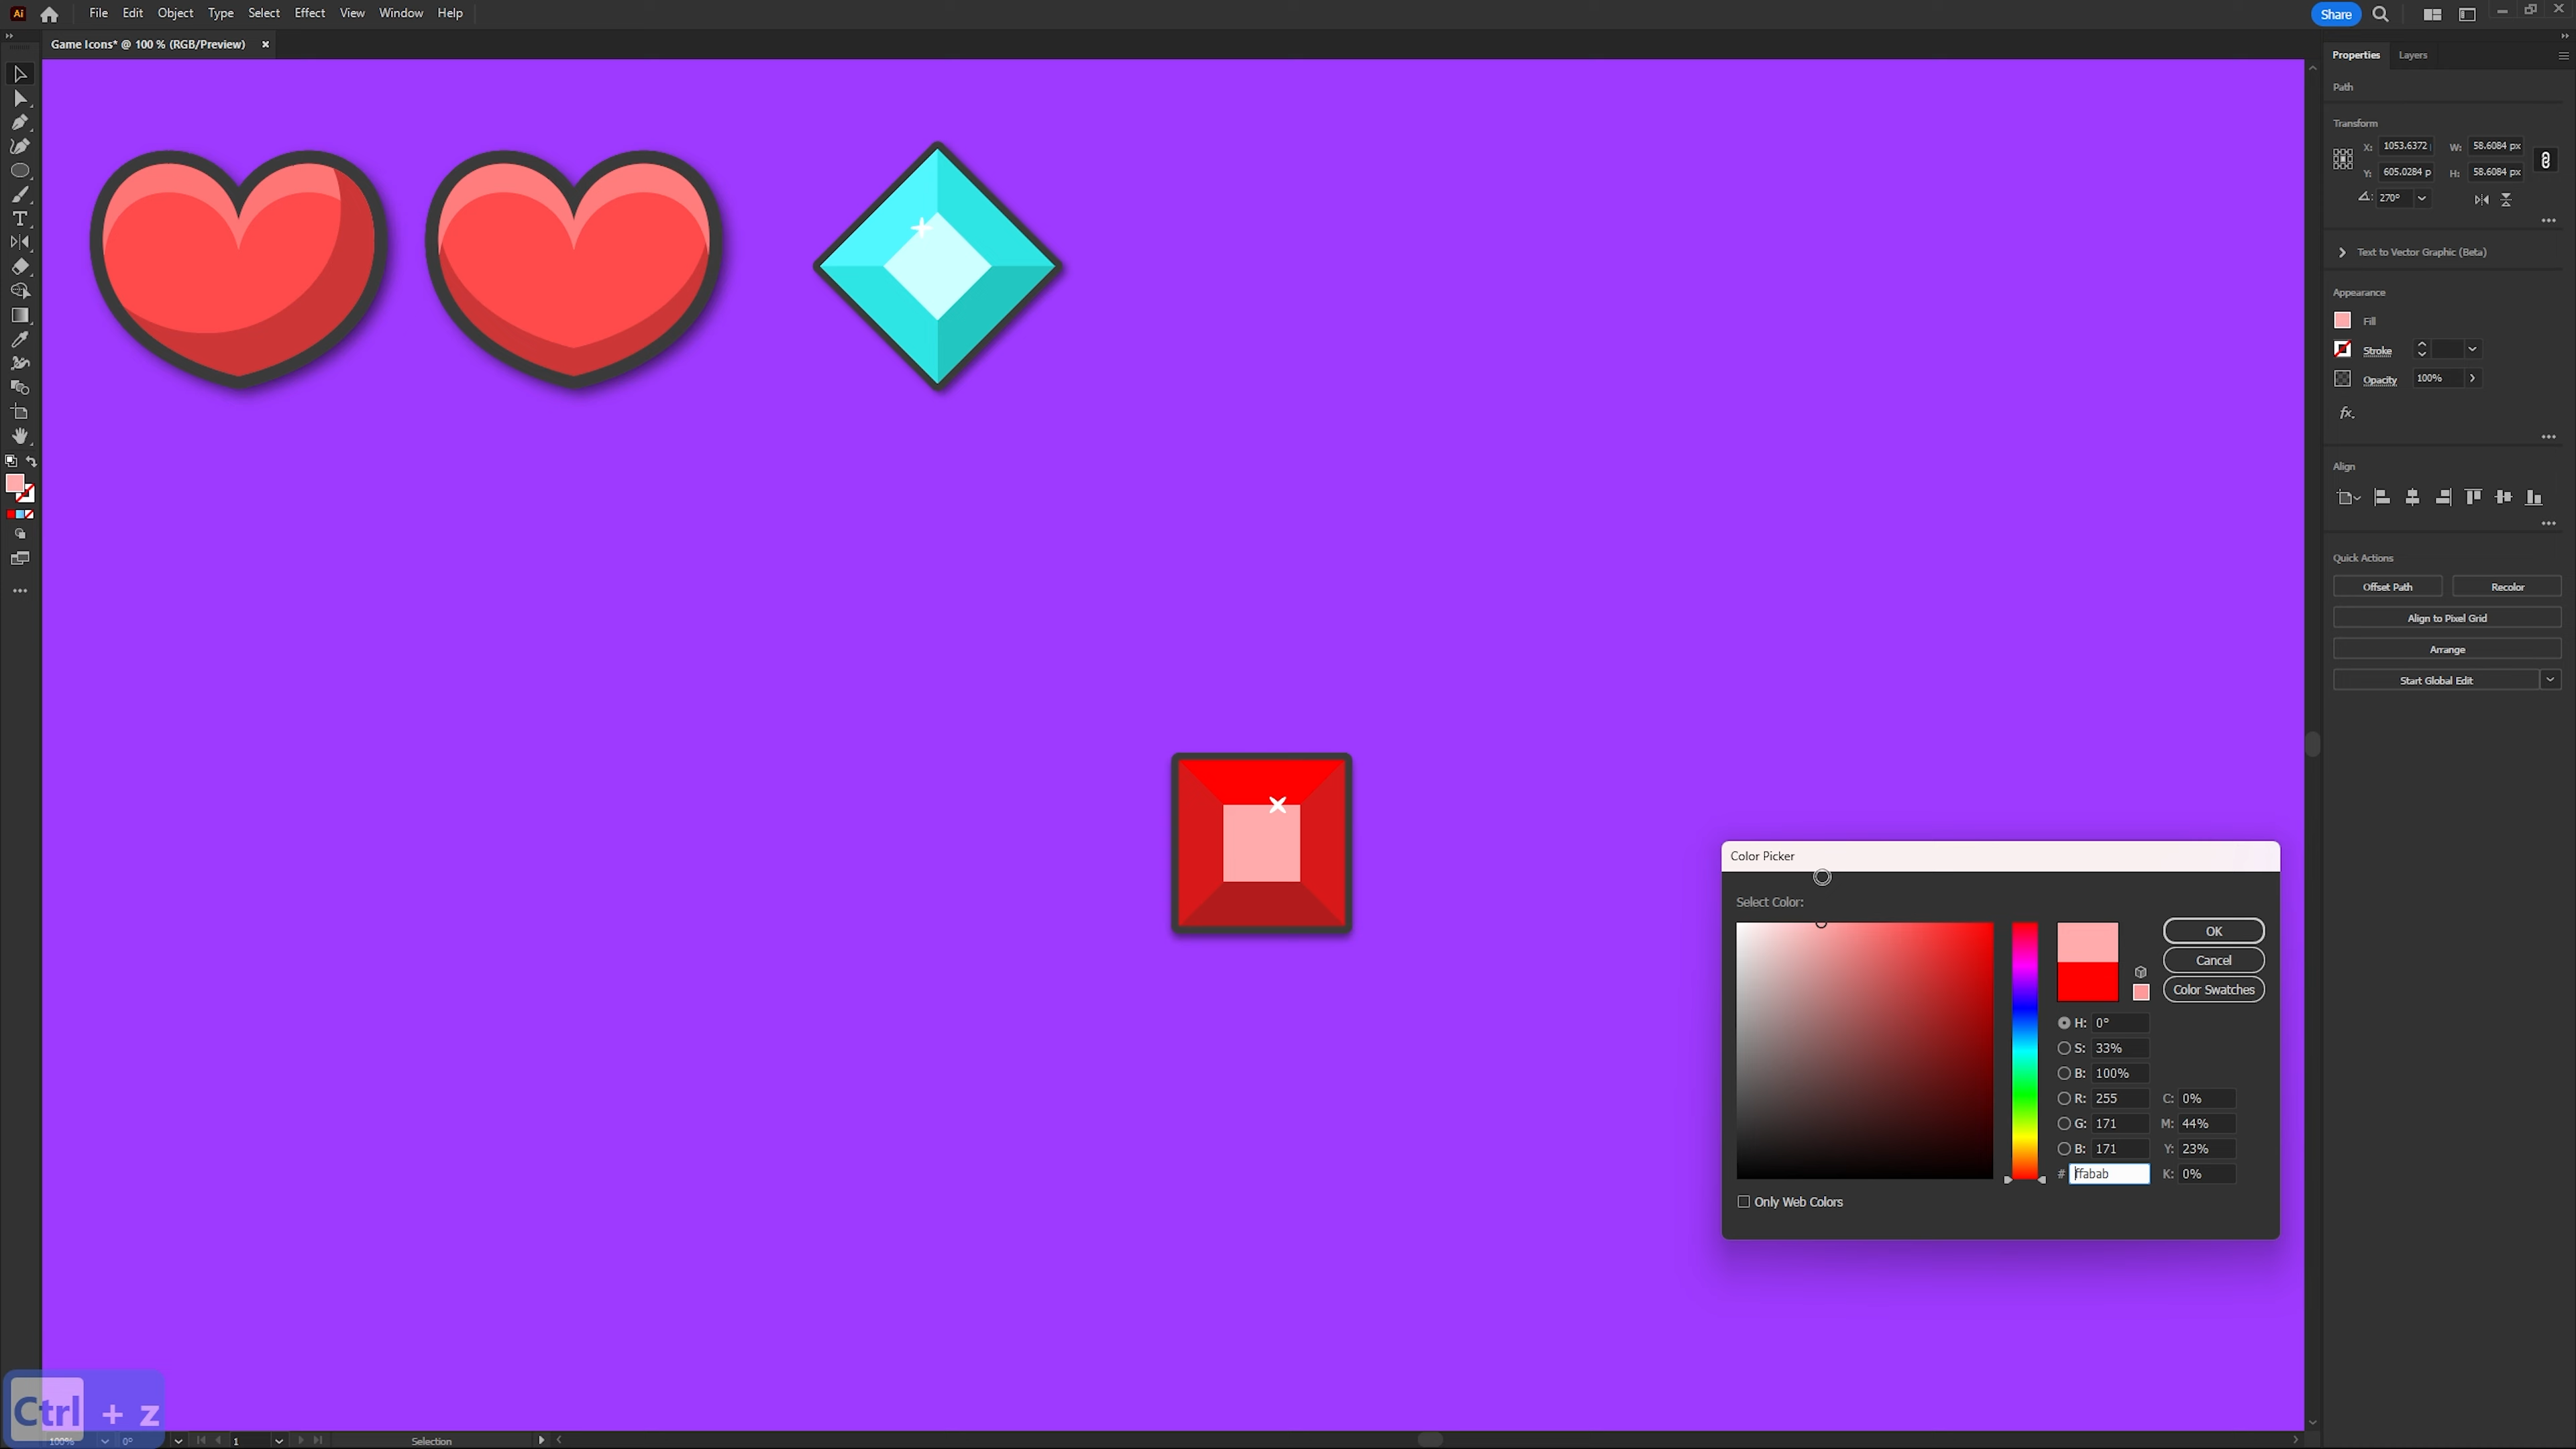 Ai File Edit Object Type Select Effect View Window Help Share
Game Icons* @ 100 % (RGB/Preview) ×
Properties Layers
Path
Transform
X: 1053.6372 W: 58.6084 px
Y: 605.0284 p H: 58.6084 px
270°
Text to Vector Graphic (Beta)
Appearance
Fill
Stroke
Opacity 100%
fx.
Align
Quick Actions
Offset Path Recolor
Align to Pixel Grid
Arrange
Start Global Edit
Color Picker
Select Color:
OK
Cancel
Color Swatches
H: 0°
S: 33%
B: 100%
R: 255 C: 0%
G: 171 M: 44%
B: 171 Y: 23%
# ffabab K: 0%
Only Web Colors
Ctrl + z
100% 0° 1 Selection